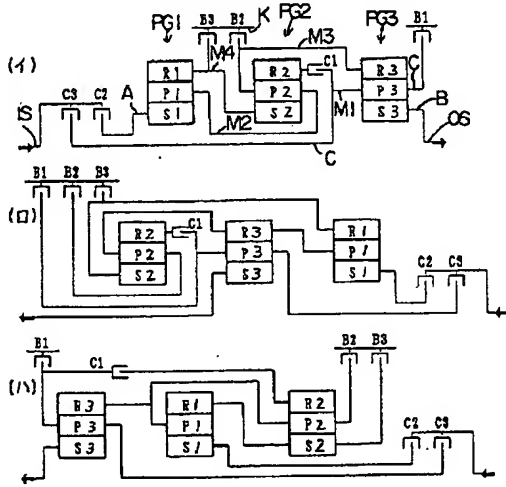 PG1 B3 B2 K PG2 PG3 B1
M3
(イ) R1 M4 R2 C1 R3 C
C3 C2 A P1 P2 M1 P3 B
IS S1 M2 S2 S3 OS
C
B1 B2 B3
(ロ) R2 C1 R3 R1
P2 P3 P1 C2 C3
S2 S3 S1
B1 C1 B2 B3
(ハ) R3 R1 R2
P3 P1 P2 C2 C3
S3 S1 S2